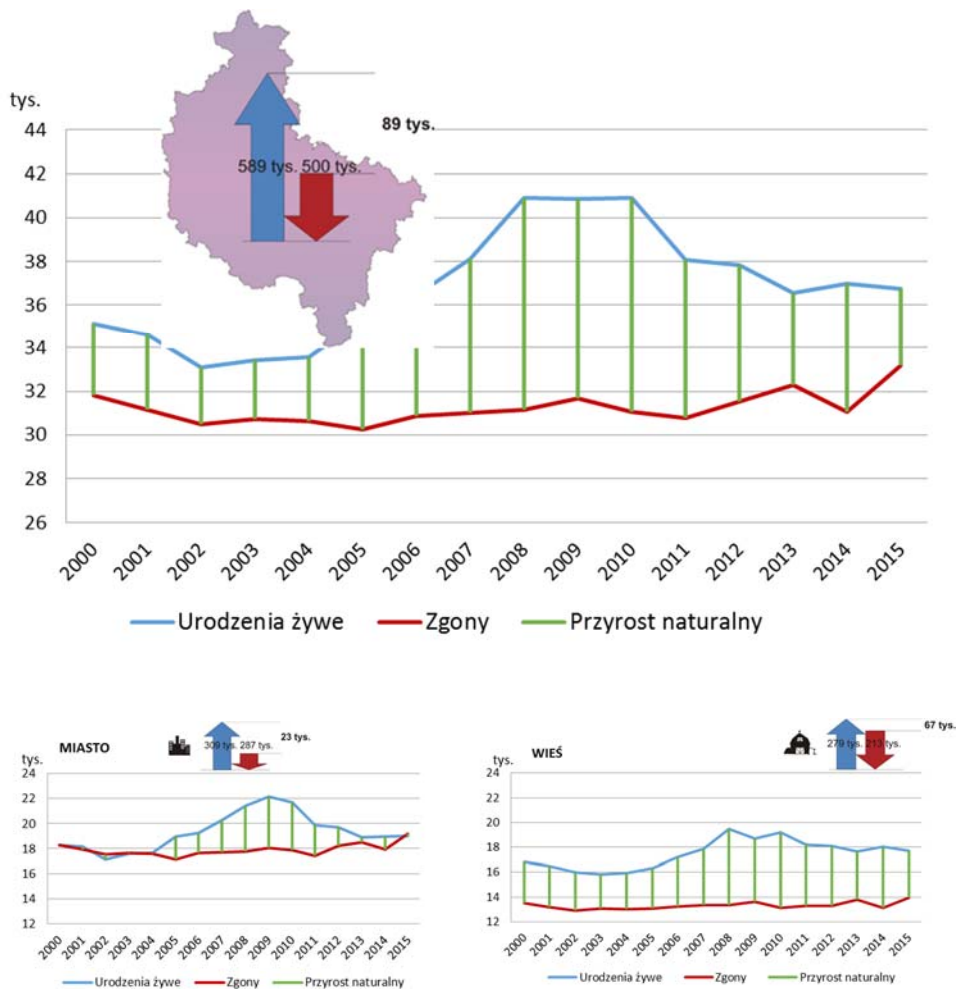 tys.
89 tys.
589 tys. 500 tys.
44
42
40
38
36
34
32
30
28
26
2000 2001 2002 2003 2004 2005 2006 2007 2008 2009 2010 2011 2012 2013 2014 2015
Urodzenia żywe Zgony Przyrost naturalny
MIASTO
309 tys. 287 tys.
23 tys.
tys.
24
22
20
18
16
14
12
2000 2001 2002 2003 2004 2005 2006 2007 2008 2009 2010 2011 2012 2013 2014 2015
Urodzenia żywe Zgony Przyrost naturalny
WIEŚ
279 tys. 213 tys.
67 tys.
tys.
24
22
20
18
16
14
12
2000 2001 2002 2003 2004 2005 2006 2007 2008 2009 2010 2011 2012 2013 2014 2015
Urodzenia żywe Zgony Przyrost naturalny